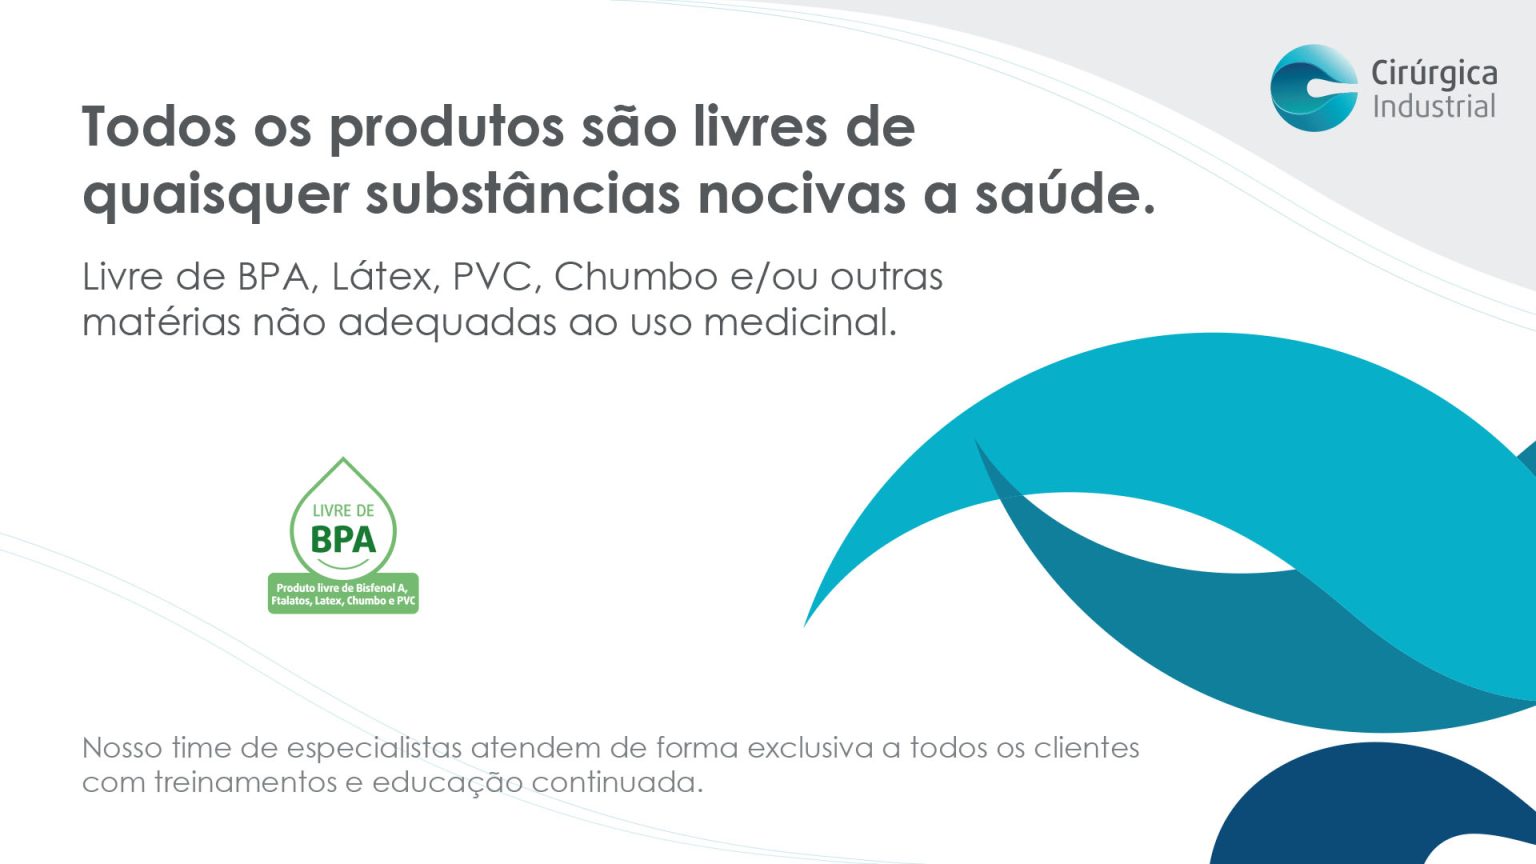 Cirúrgica
Industrial
Todos os produtos são livres de
quaisquer substâncias nocivas a saúde.
Livre de BPA, Látex, PVC, Chumbo e/ou outras
matérias não adequadas ao uso medicinal.
LIVRE DE
BPA
Produto livre de Bisfenol A,
Ftalatos, Latex, Chumbo e PVC
Nosso time de especialistas atendem de forma exclusiva a todos os clientes
com treinamentos e educação continuada.